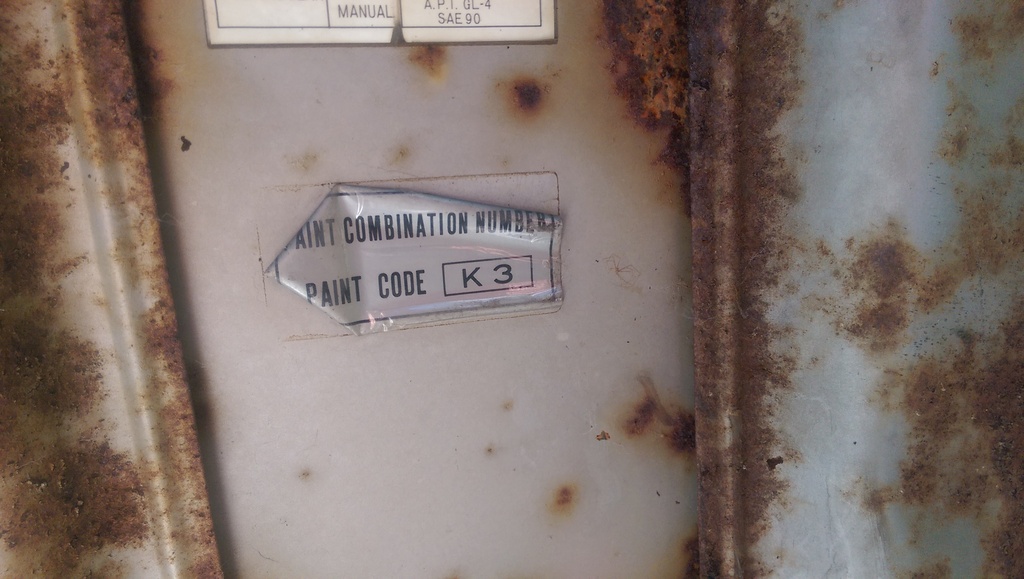 MANUAL
A.P.I. GL-4
SAE 90
AINT COMBINATION NUMBER
PAINT CODE K3